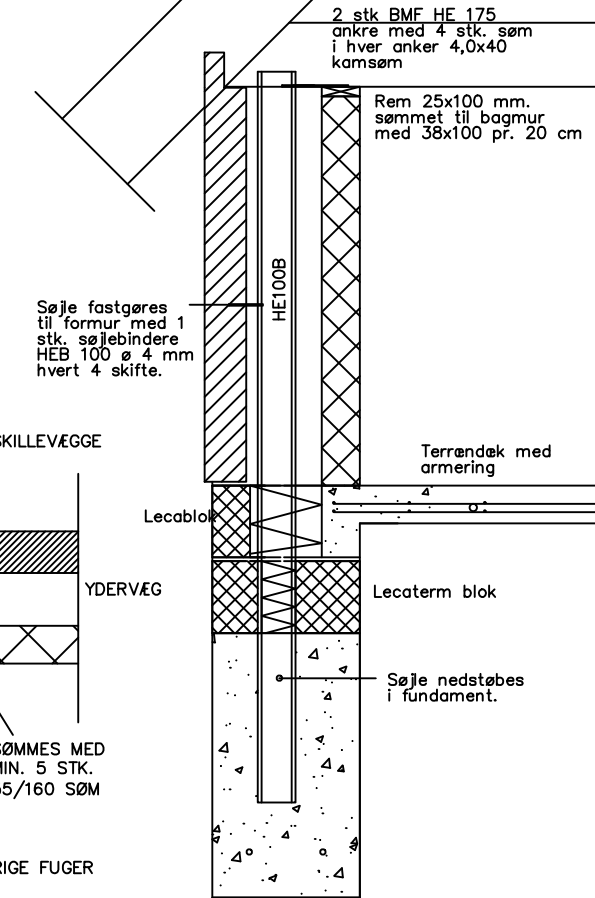 2 stk BMF HE 175
ankre med 4 stk. søm
i hver anker 4,0x40
kamsøm
Rem 25x100 mm.
sømmet til bagmur
med 38x100 pr. 20 cm
HE100B
Søjle fastgøres
til formur med 1
stk. søjlebindere
HEB 100 ø 4 mm
hvert 4 skifte.
SKILLEVÆGGE
Terrændæk med
armering
Lecablok
YDERVÆG
Lecaterm blok
Søjle nedstøbes
i fundament.
SØMMES MED
MIN. 5 STK.
55/160 SØM
RIGE FUGER